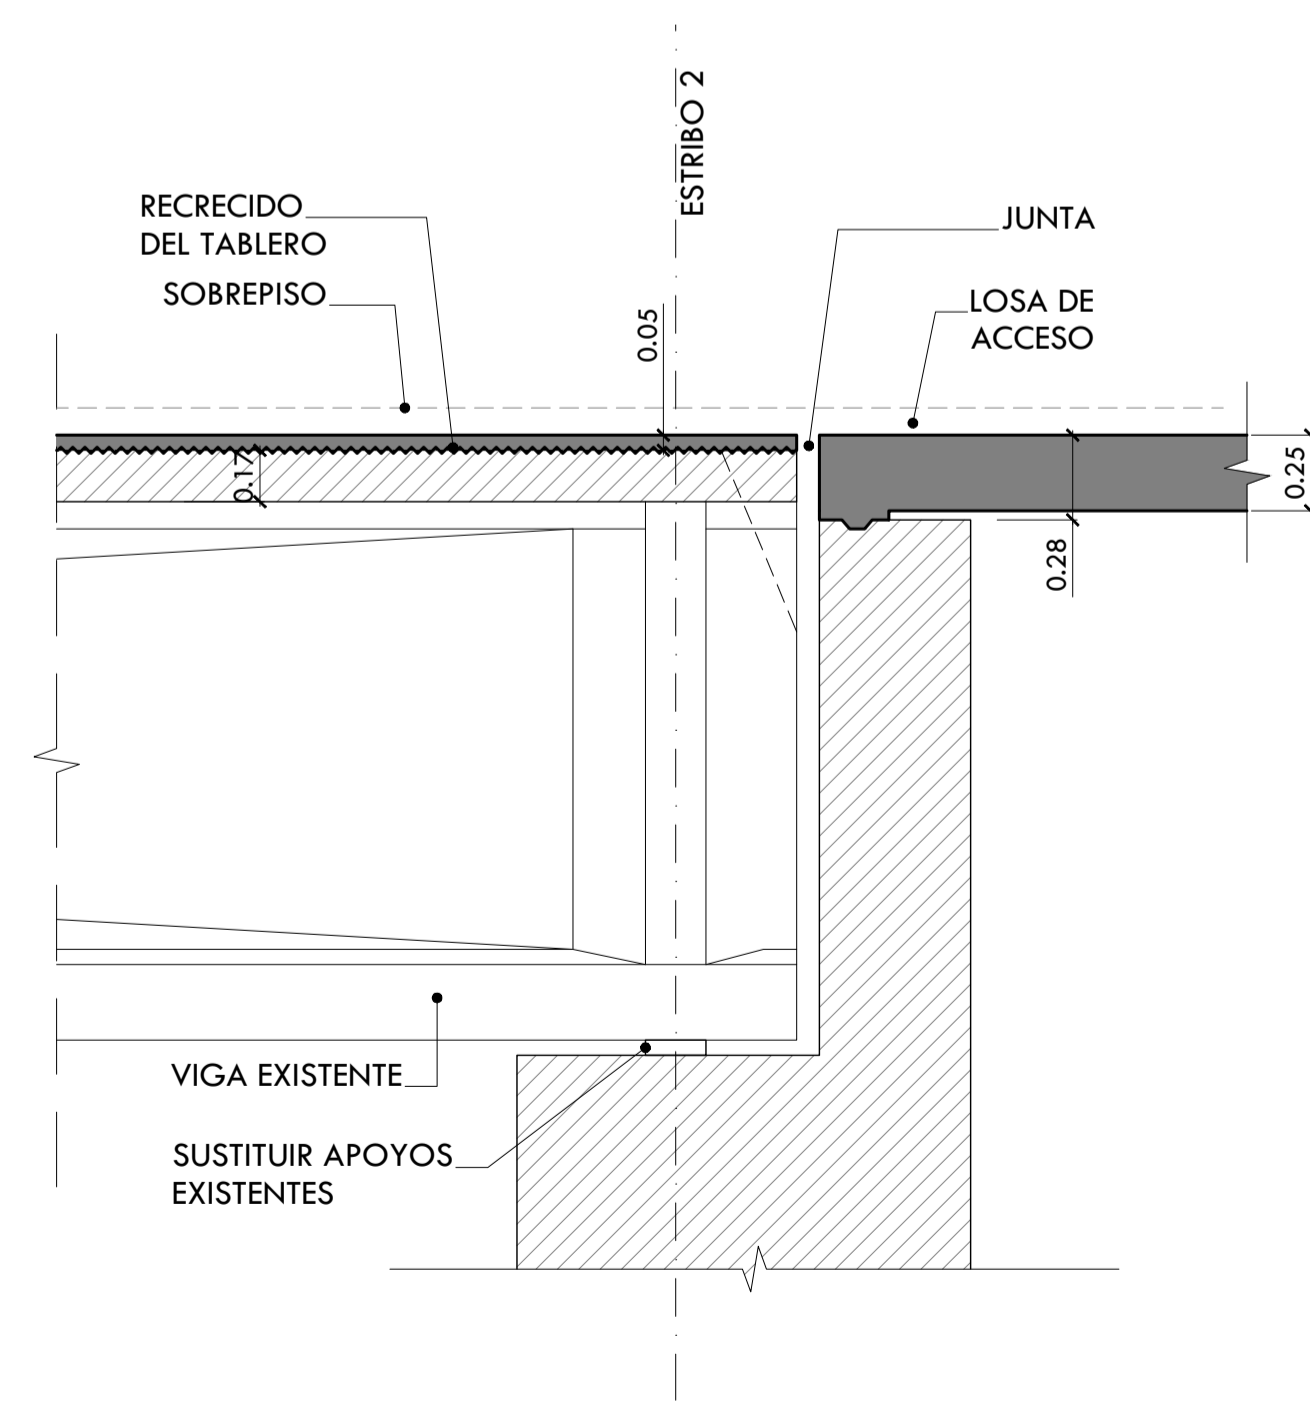 ESTRIBO 2
RECRECIDO
DEL TABLERO
SOBREPISO
JUNTA
LOSA DE
ACCESO
0.05
0.17
0.25
0.28
VIGA EXISTENTE
SUSTITUIR APOYOS
EXISTENTES